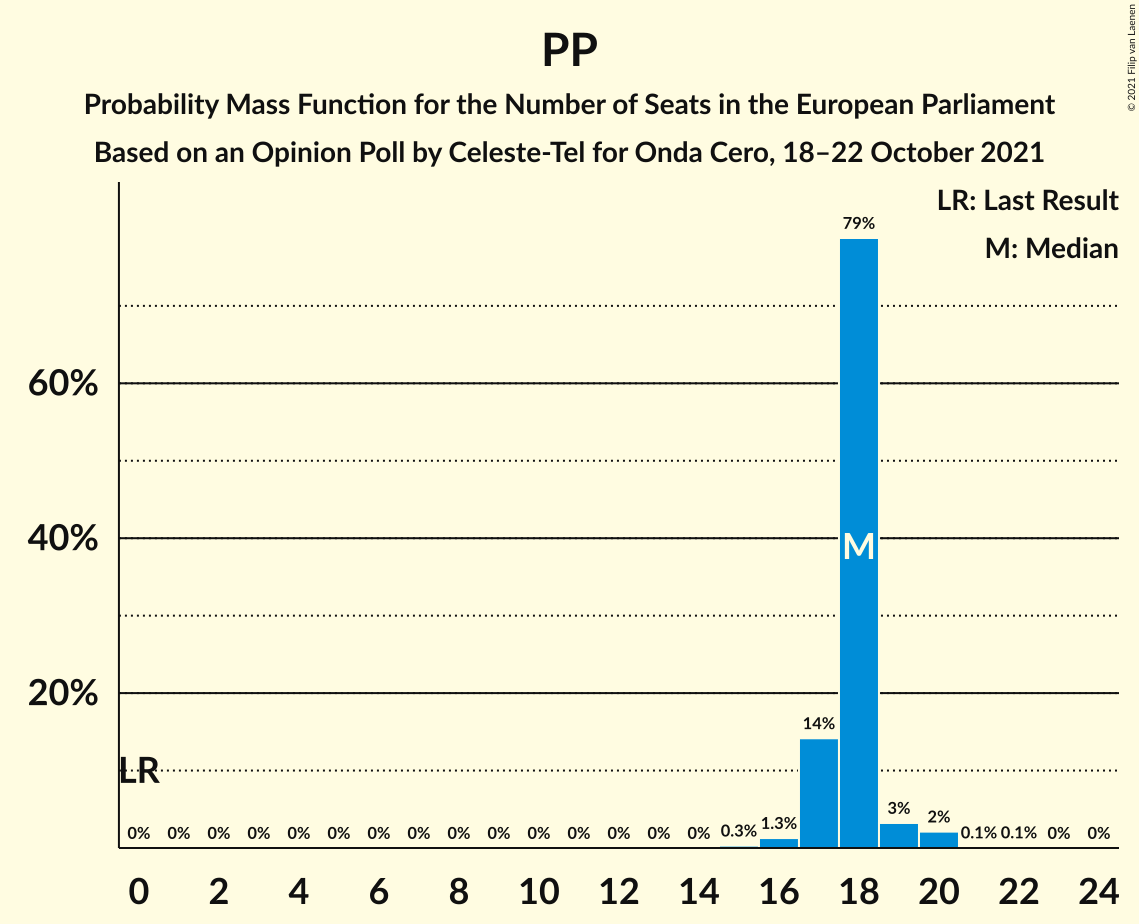 PP
Probability Mass Function for the Number of Seats in the European Parliament
Based on an Opinion Poll by Celeste-Tel for Onda Cero, 18–22 October 2021
© 2021 Filip van Laenen
LR: Last Result
M: Median
79%
60%
40%
M
20%
14%
LR
0% 0% 0% 0% 0% 0% 0% 0% 0% 0% 0% 0% 0% 0% 0% 0.3% 1.3% 3% 2% 0.1% 0.1% 0% 0%
0 2 4 6 8 10 12 14 16 18 20 22 24